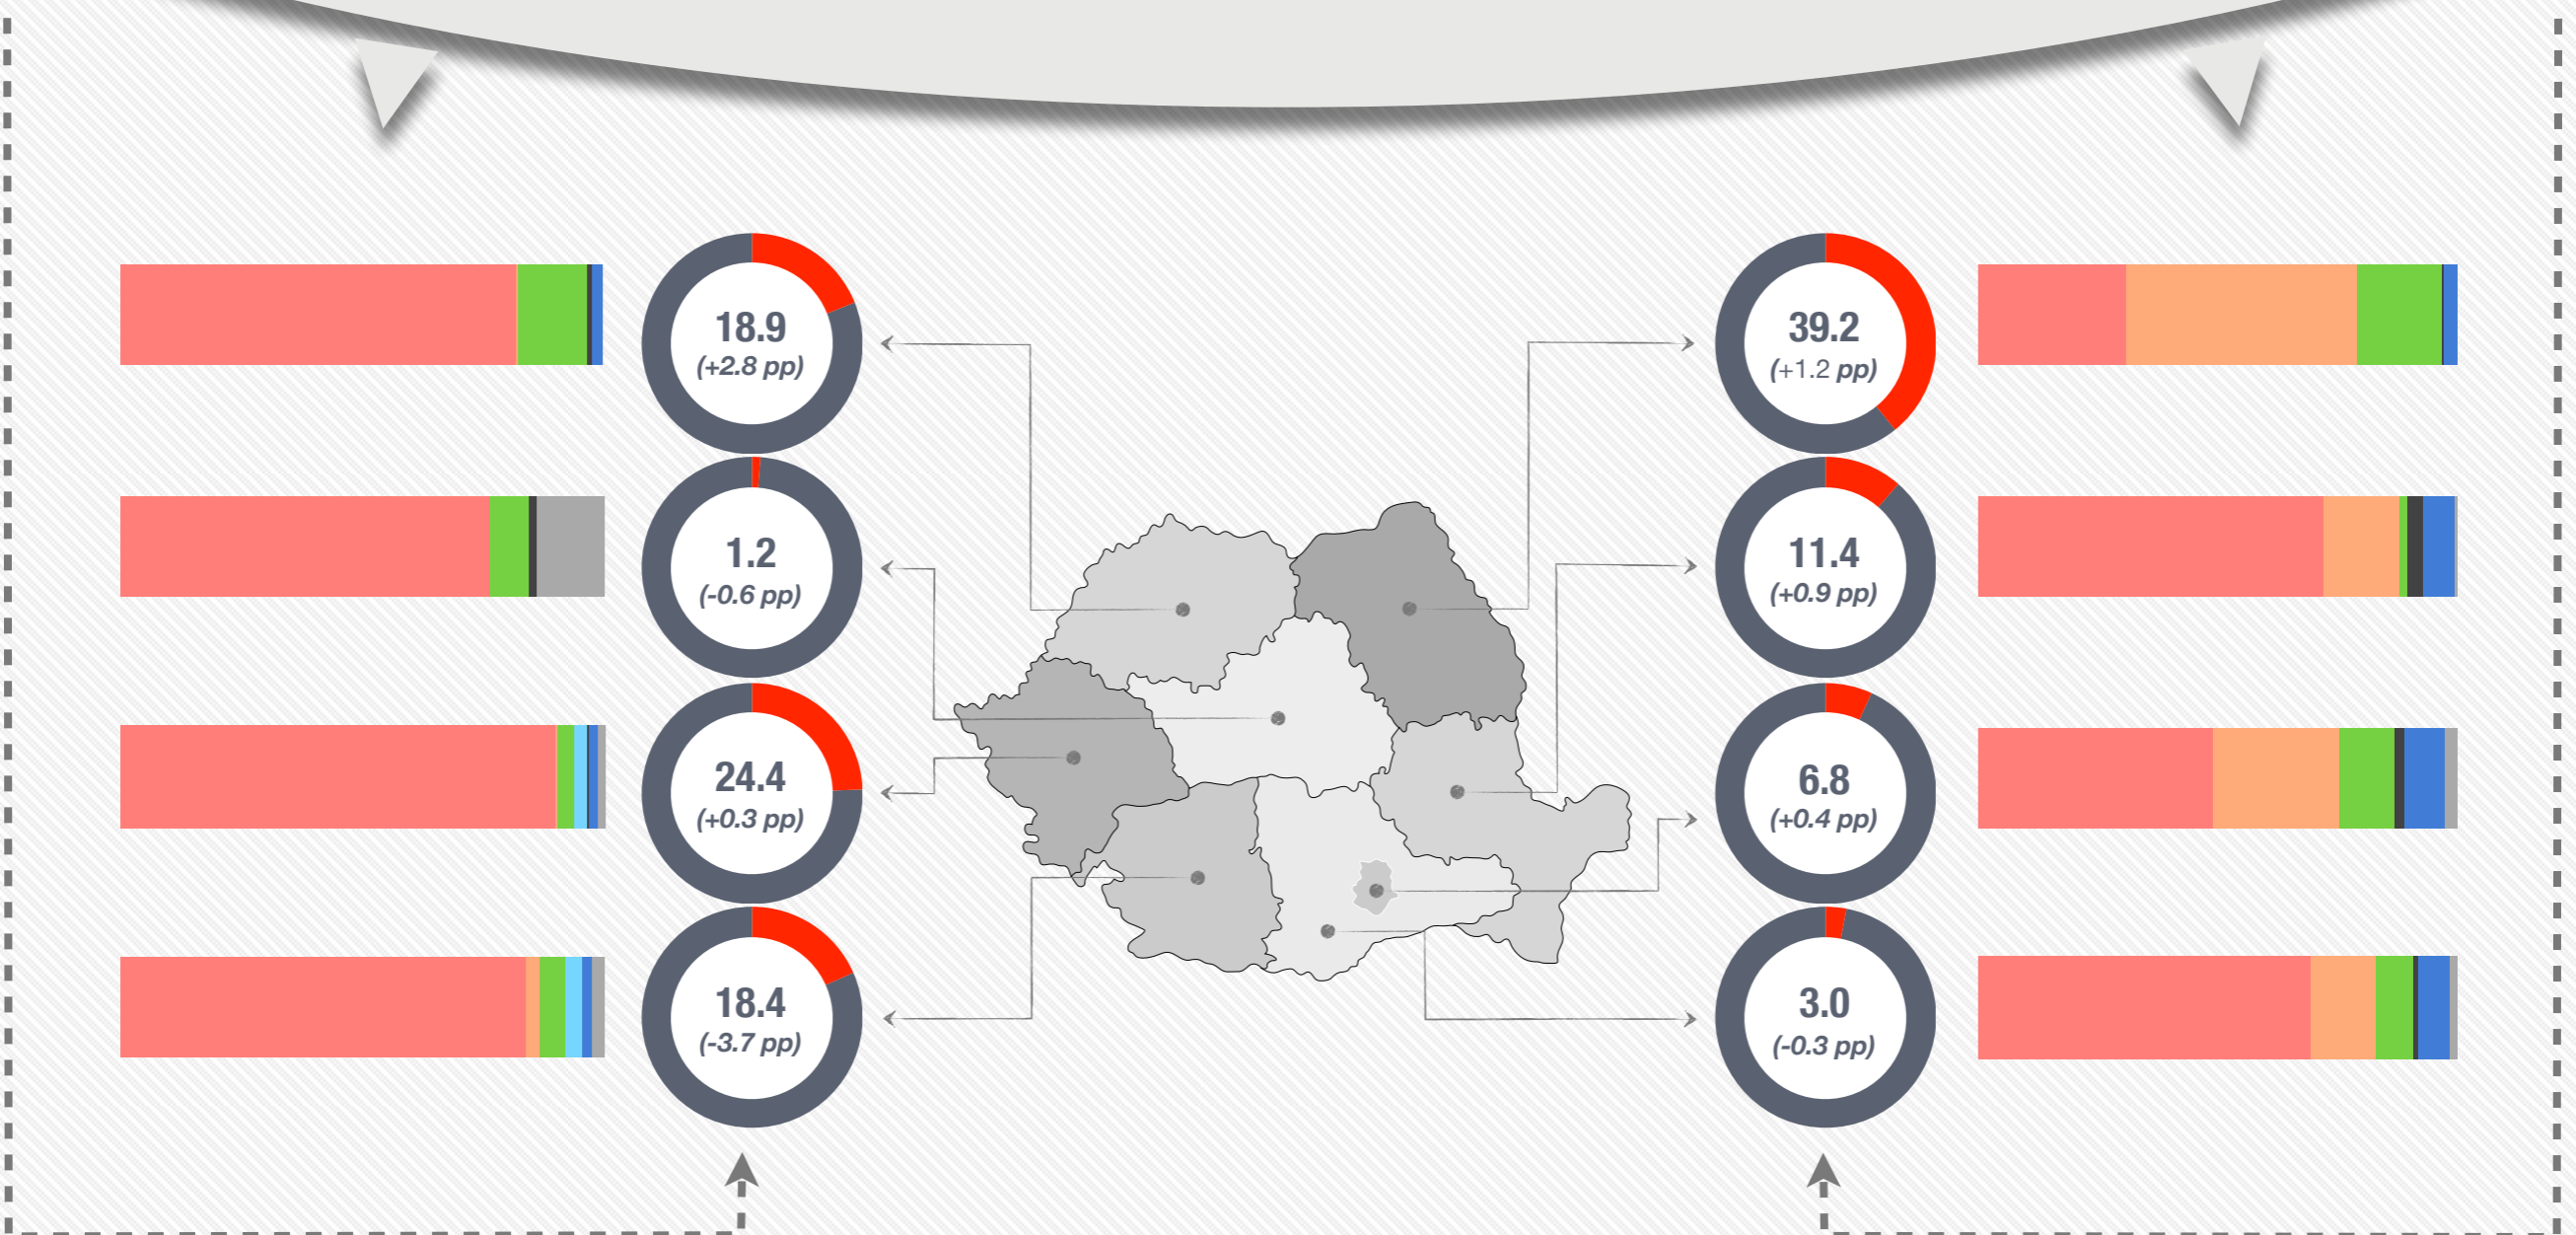 18.9
(+2.8 pp)
1.2
(-0.6 pp)
24.4
(+0.3 pp)
18.4
(-3.7 pp)
39.2
(+1.2 pp)
11.4
(+0.9 pp)
6.8
(+0.4 pp)
3.0
(-0.3 pp)